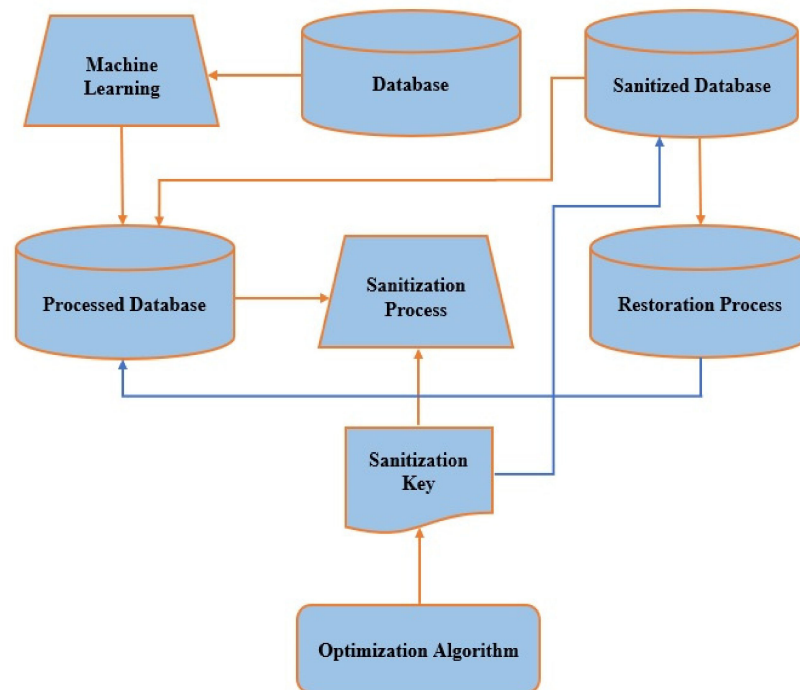 Machine
Learning
Database
Sanitized Database
Processed Database
Sanitization
Process
Restoration Process
Sanitization
Key
Optimization Algorithm